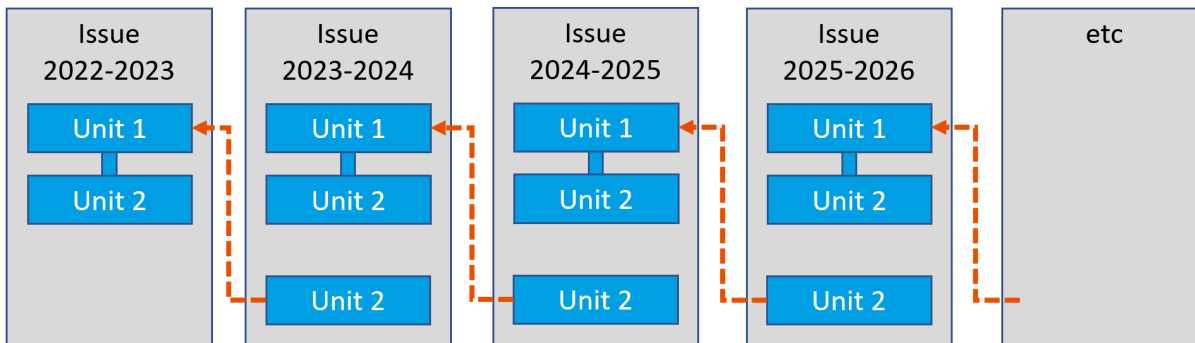 Issue
2022-2023
Unit 1
Unit 2
Issue
2023-2024
Unit 1
Unit 2
Unit 2
Issue
2024-2025
Unit 1
Unit 2
Unit 2
Issue
2025-2026
Unit 1
Unit 2
Unit 2
etc